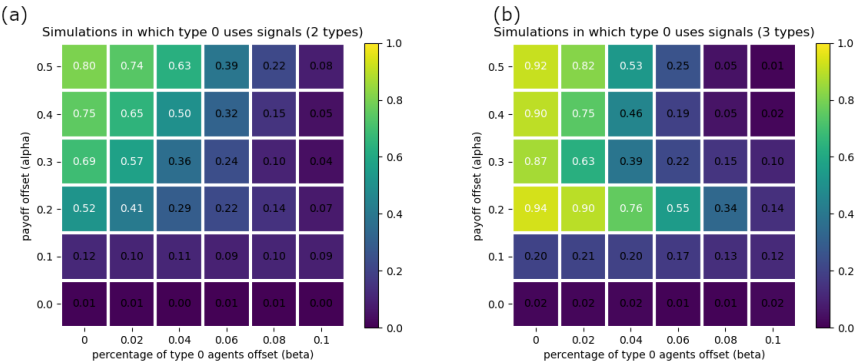 (a)
Simulations in which type 0 uses signals (2 types)
payoff offset (alpha)
0.5 0.80 0.74 0.63 0.39 0.22 0.08
0.4 0.75 0.65 0.50 0.32 0.15 0.05
0.3 0.69 0.57 0.36 0.24 0.10 0.04
0.2 0.52 0.41 0.29 0.22 0.14 0.07
0.1 0.12 0.10 0.11 0.09 0.10 0.09
0.0 0.01 0.01 0.00 0.01 0.01 0.00
0 0.02 0.04 0.06 0.08 0.1
percentage of type 0 agents offset (beta)
1.0
0.8
0.6
0.4
0.2
0.0
(b)
Simulations in which type 0 uses signals (3 types)
payoff offset (alpha)
0.5 0.92 0.82 0.53 0.25 0.05 0.01
0.4 0.90 0.75 0.46 0.19 0.05 0.02
0.3 0.87 0.63 0.39 0.22 0.15 0.10
0.2 0.94 0.90 0.76 0.55 0.34 0.14
0.1 0.20 0.21 0.20 0.17 0.13 0.12
0.0 0.02 0.02 0.02 0.01 0.01 0.02
0 0.02 0.04 0.06 0.08 0.1
percentage of type 0 agents offset (beta)
1.0
0.8
0.6
0.4
0.2
0.0